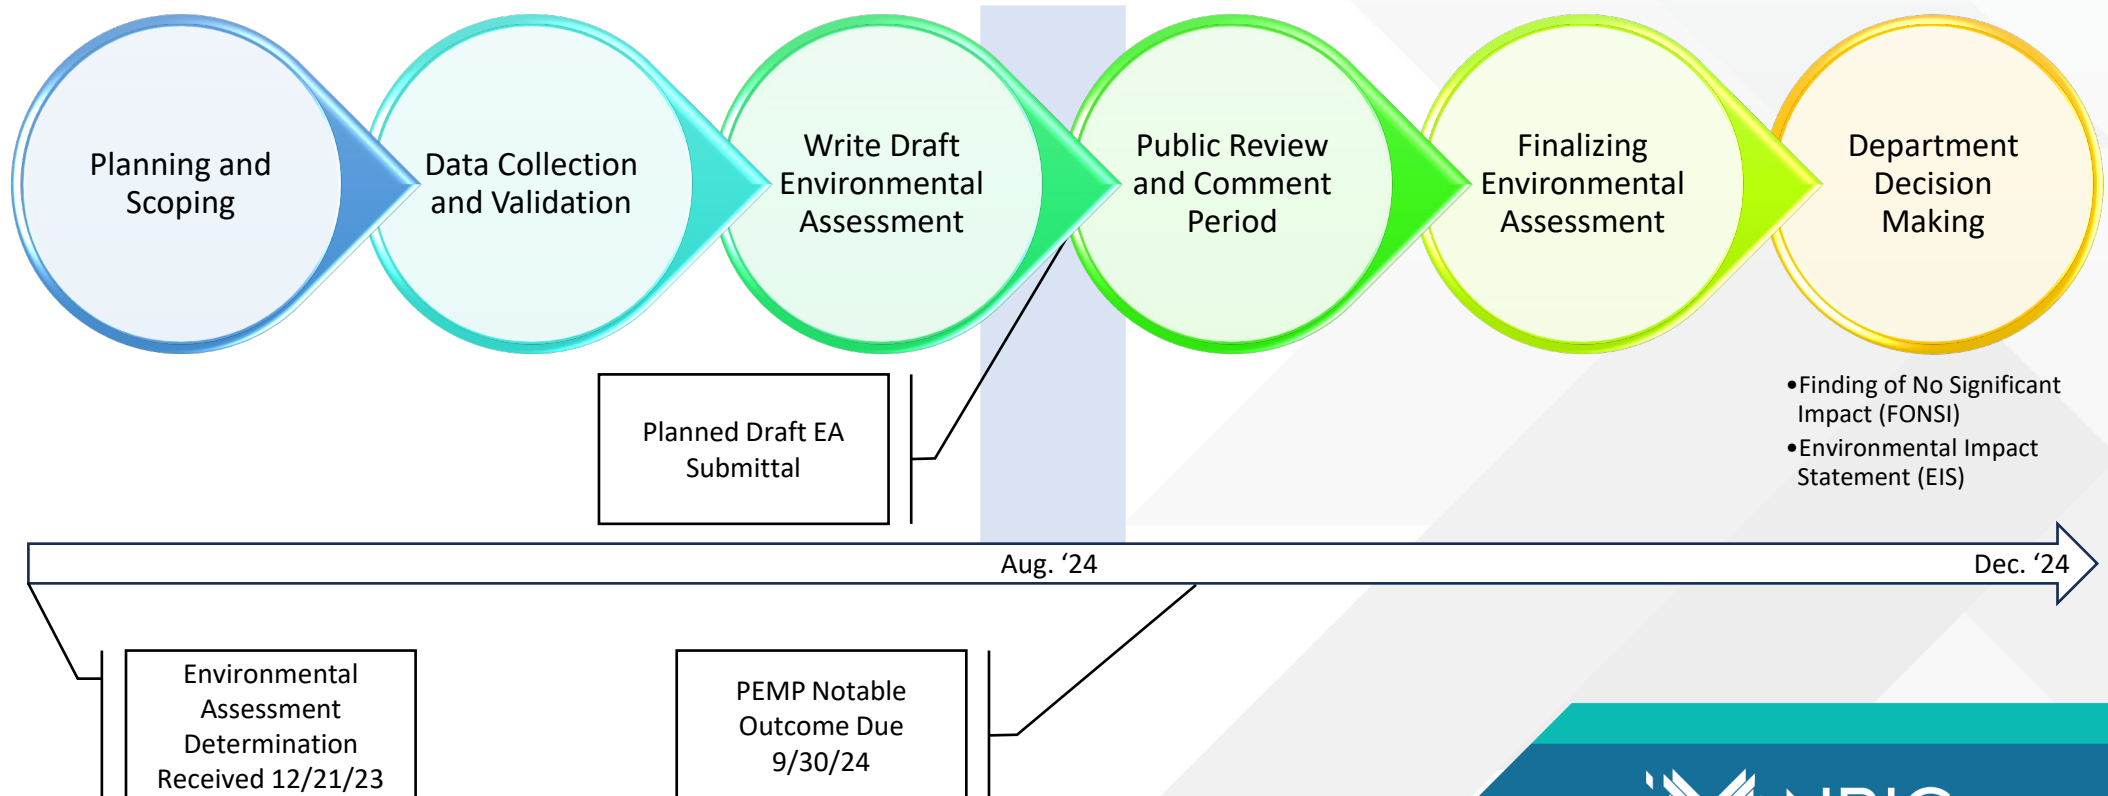 Planning and
Scoping
Data Collection
and Validation
Write Draft
Environmental
Assessment
Public Review
and Comment
Period
Finalizing
Environmental
Assessment
Department
Decision
Making
•Finding of No Significant
Impact (FONSI)
•Environmental Impact
Statement (EIS)
Planned Draft EA
Submittal
Aug. ‘24
Dec. ‘24
Environmental
Assessment
Determination
Received 12/21/23
PEMP Notable
Outcome Due
9/30/24